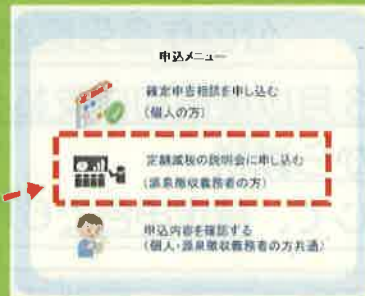 申込メニュー
確定申告相談を申し込む
(個人の方)
定額減税の説明会に申し込む
(源泉徴収義務者の方)
申込内容を確認する
(個人・源泉徴収義務者の方共通)